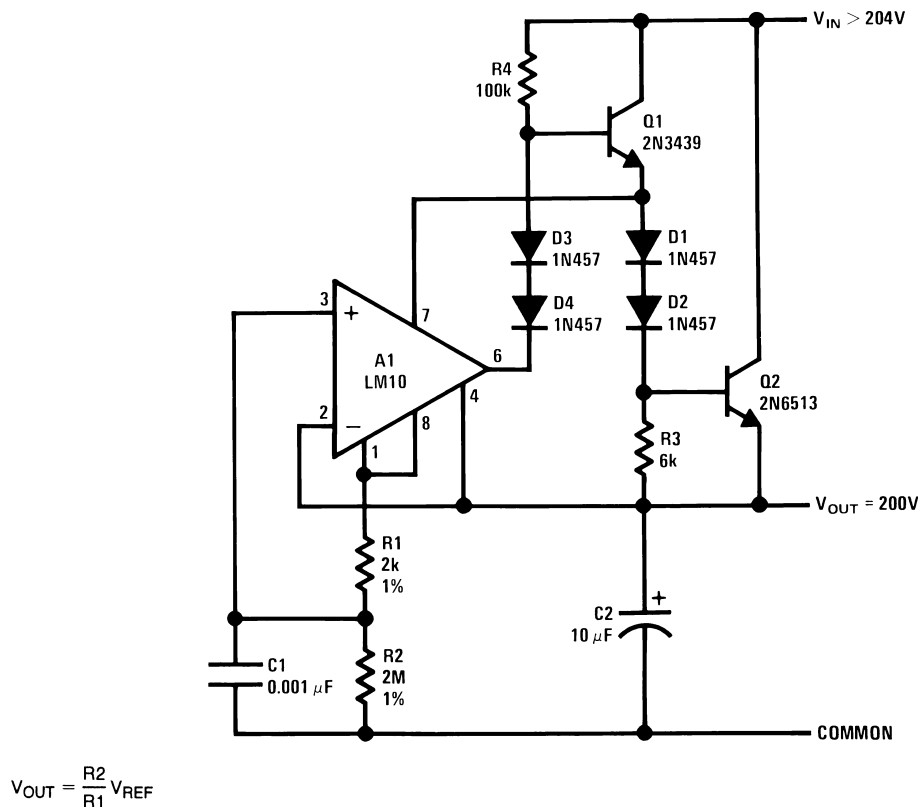 V_IN > 204V
R4
100k
Q1
2N3439
D3
1N457
D1
1N457
D4
1N457
D2
1N457
3
+
7
A1
LM10
6
4
2
−
8
1
Q2
2N6513
R3
6k
V_OUT = 200V
R1
2k
1%
+
C2
10 μF
C1
0.001 μF
R2
2M
1%
COMMON
V_OUT = R2/R1 V_REF